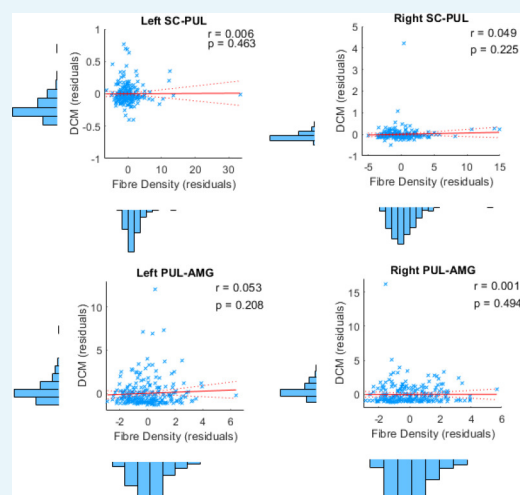 Left SC-PUL
r = 0.006
p = 0.463
1
0.5
0
-0.5
-1
DCM (residuals)
0 10 20 30
Fibre Density (residuals)
Right SC-PUL
r = 0.049
p = 0.225
5
4
3
2
1
0
-1
DCM (residuals)
-5 0 5 10 15
Fibre Density (residuals)
Left PUL-AMG
r = 0.053
p = 0.208
10
5
0
DCM (residuals)
-2 0 2 4 6
Fibre Density (residuals)
Right PUL-AMG
r = 0.001
p = 0.494
15
10
5
0
DCM (residuals)
-2 0 2 4 6
Fibre Density (residuals)